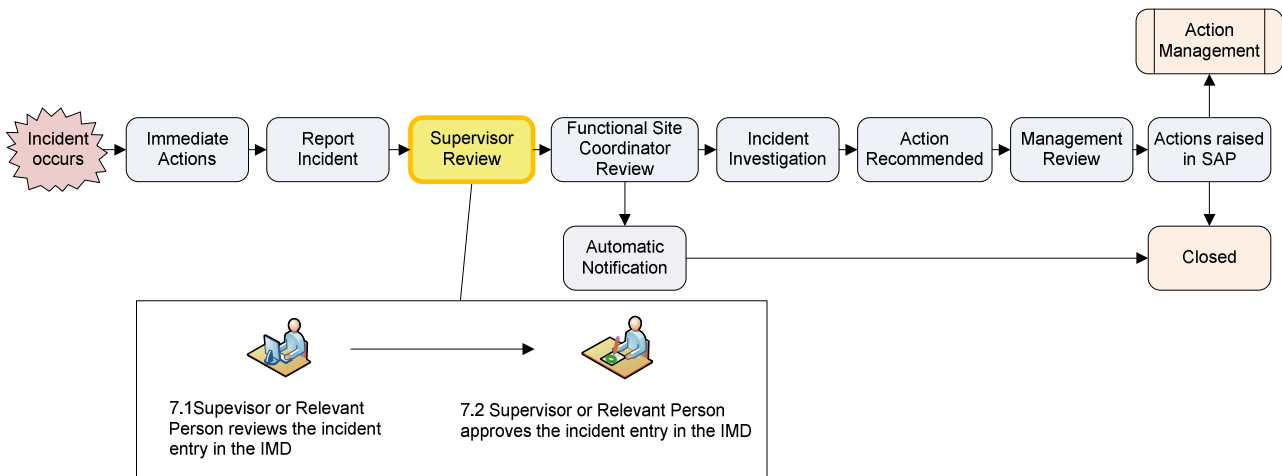 Action
Management
Incident
occurs
Immediate
Actions
Report
Incident
Supervisor
Review
Functional Site
Coordinator
Review
Incident
Investigation
Action
Recommended
Management
Review
Actions raised
in SAP
Automatic
Notification
Closed
7.1Supevisor or Relevant
Person reviews the incident
entry in the IMD
7.2 Supervisor or Relevant Person
approves the incident entry in the IMD